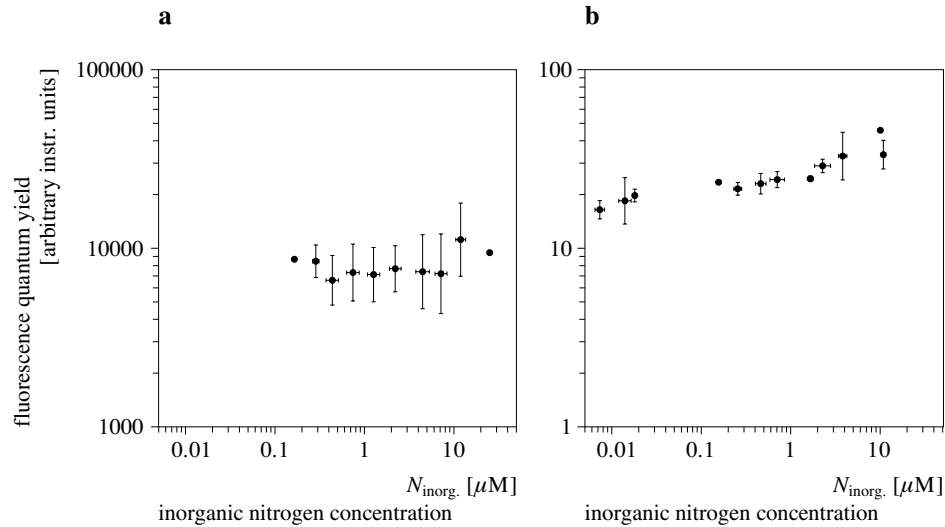 a
b
fluorescence quantum yield
[arbitrary instr. units]
100000
10000
1000
0.01
0.1
1
10
N_inorg. [μM]
inorganic nitrogen concentration
100
10
1
0.01
0.1
1
10
N_inorg. [μM]
inorganic nitrogen concentration